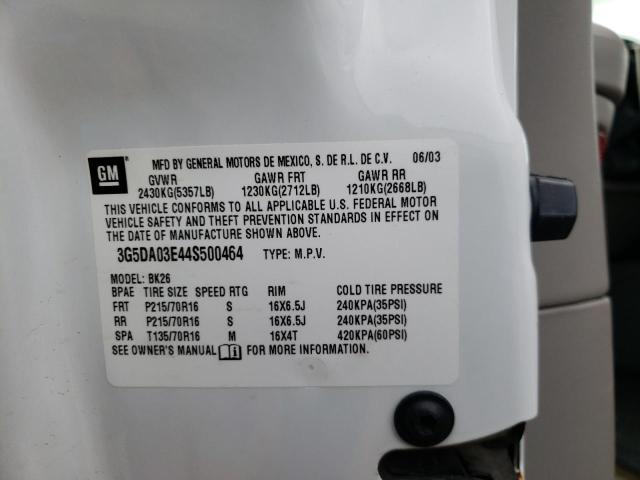 GM
MFD BY GENERAL MOTORS DE MEXICO, S. DE R.L. DE C.V. 06/03
GVWR GAWR FRT GAWR RR
2430KG(5357LB) 1230KG(2712LB) 1210KG(2668LB)
THIS VEHICLE CONFORMS TO ALL APPLICABLE U.S. FEDERAL MOTOR
VEHICLE SAFETY AND THEFT PREVENTION STANDARDS IN EFFECT ON
THE DATE OF MANUFACTURE SHOWN ABOVE.
3G5DA03E44S500464 TYPE: M.P.V.
MODEL: BK26
BPAE TIRE SIZE SPEED RTG RIM COLD TIRE PRESSURE
FRT P215/70R16 S 16X6.5J 240KPA(35PSI)
RR P215/70R16 S 16X6.5J 240KPA(35PSI)
SPA T135/70R16 M 16X4T 420KPA(60PSI)
SEE OWNER'S MANUAL FOR MORE INFORMATION.